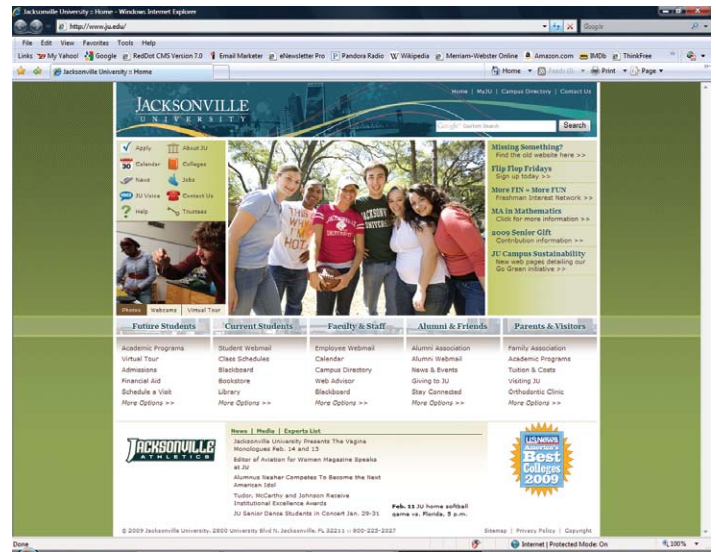 Jacksonville University :: Home - Windows Internet Explorer
http://www.ju.edu/
Google
File Edit View Favorites Tools Help
Links My Yahoo! Google RedDot CMS Version 7.0 Email Marketer eNewsletter Pro Pandora Radio Wikipedia Merriam-Webster Online Amazon.com IMDb ThinkFree
Jacksonville University :: Home
Home Feeds (0) Print Page
Home | MyJU | Campus Directory | Contact Us
JACKSONVILLE
UNIVERSITY
Google Custom Search
Search
Apply About JU
30 Calendar Colleges
News Jobs
JU Voice Contact Us
Help Trustees
Photos Webcams Virtual Tour
THIS IS
WHY
I'M
HOT
JACKSONVILLE
UNIVERSITY
Missing Something?
Find the old website here >>
Flip Flop Fridays
Sign up today >>
More FIN = More FUN
Freshman Interest Network >>
MA in Mathematics
Click for more information >>
2009 Senior Gift
Contribution information >>
JU Campus Sustainability
New web pages detailing our
Go Green initiative >>
Future Students Current Students Faculty & Staff Alumni & Friends Parents & Visitors
Academic Programs Student Webmail Employee Webmail Alumni Association Family Association
Virtual Tour Class Schedules Calendar Alumni Webmail Academic Programs
Admissions Blackboard Campus Directory News & Events Tuition & Costs
Financial Aid Bookstore Web Advisor Giving to JU Visiting JU
Schedule a Visit Library Blackboard Stay Connected Orthodontic Clinic
More Options >> More Options >> More Options >> More Options >> More Options >>
JACKSONVILLE
ATHLETICS
News | Media | Experts List
Jacksonville University Presents The Vagina
Monologues Feb. 14 and 15
Editor of Aviation for Women Magazine Speaks
at JU
Alumnus Nasher Competes To Become the Next
American Idol
Tudor, McCarthy and Johnson Receive
Institutional Excellence Awards
JU Senior Dance Students in Concert Jan. 29-31
Feb. 11 JU home softball
game vs. Florida, 5 p.m.
U.S.News
America's
Best
Colleges
2009
© 2009 Jacksonville University. 2800 University Blvd N. Jacksonville, FL 32211 :: 800-225-2027
Sitemap | Privacy Policy | Copyright
Done
Internet | Protected Mode: On
100%